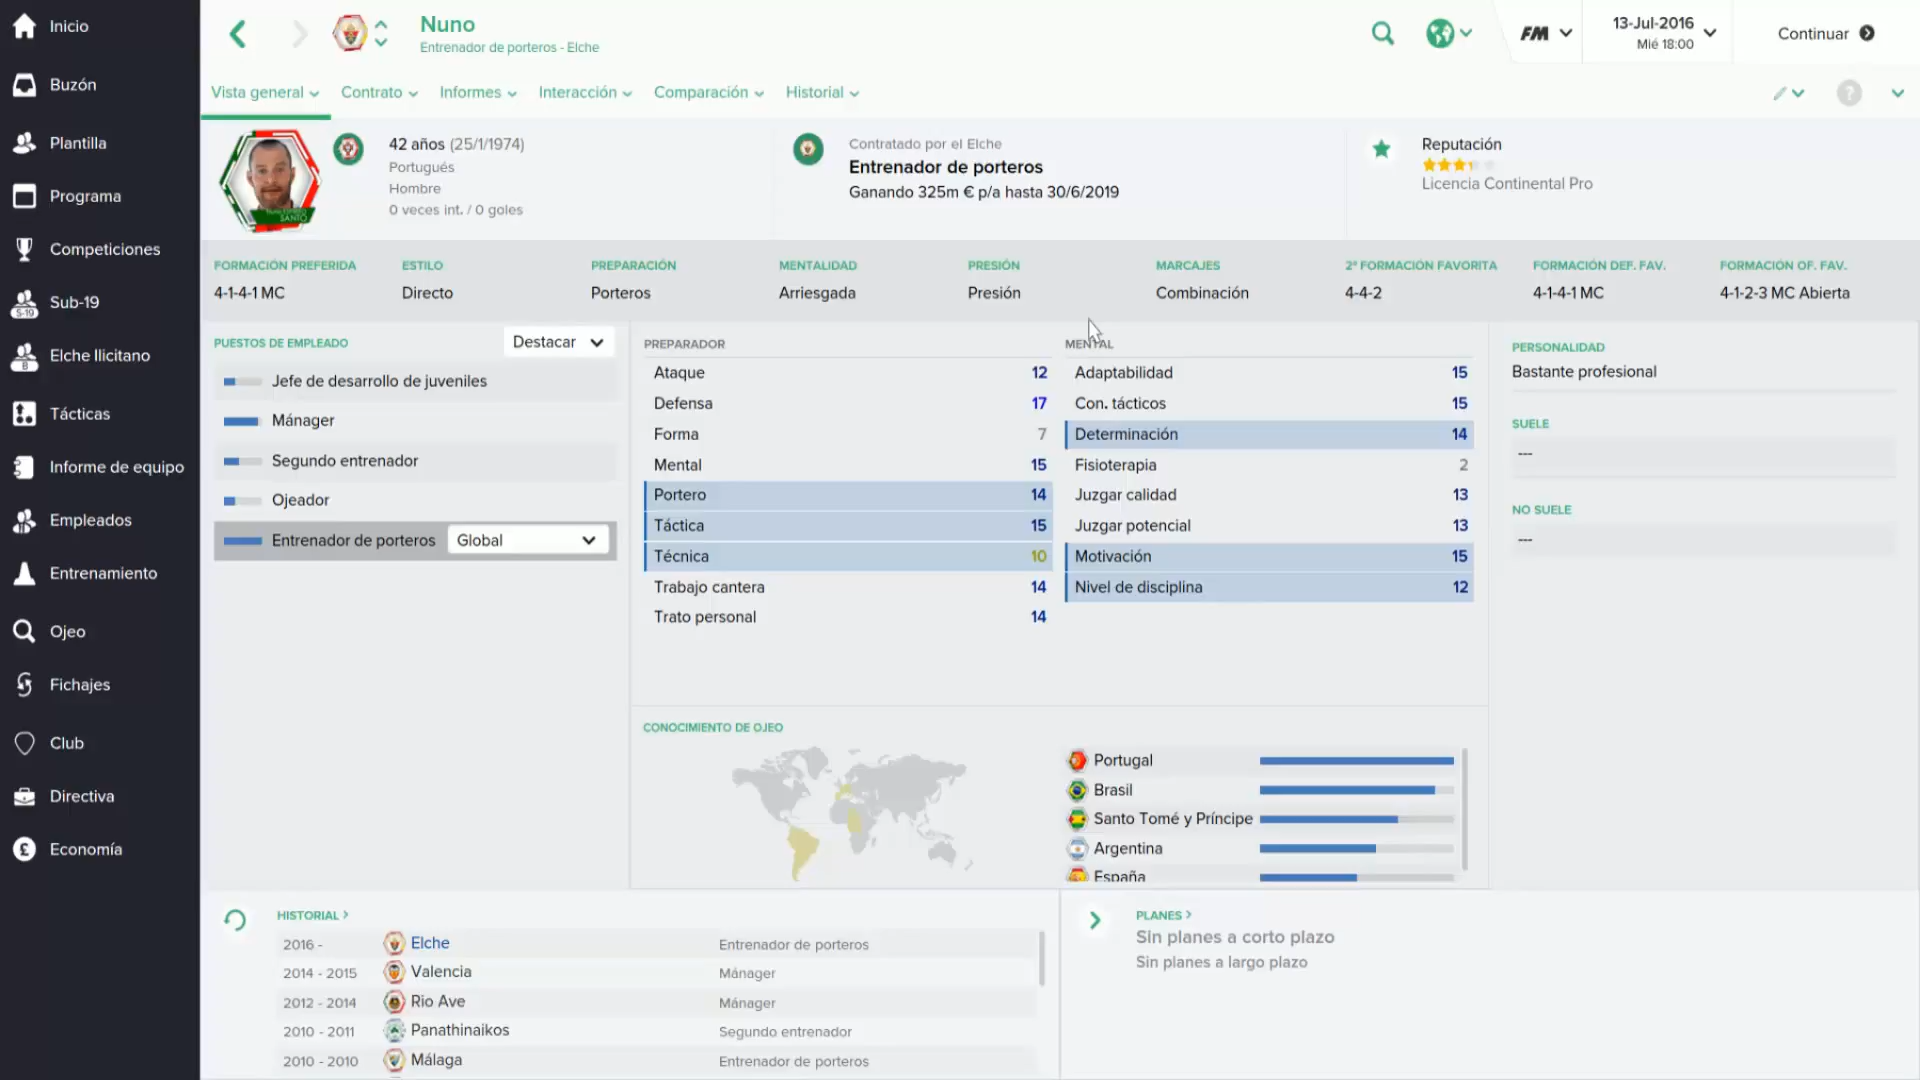 Inicio
Buzón
Plantilla
Programa
Competiciones
Sub-19
Elche Ilicitano
Tácticas
Informe de equipo
Empleados
Entrenamiento
Ojeo
Fichajes
Club
Directiva
Economía
Nuno
Entrenador de porteros - Elche
FM
13-Jul-2016
Mié 18:00
Continuar
Vista general
Contrato
Informes
Interacción
Comparación
Historial
SANTO
42 años (25/1/1974)
Portugués
Hombre
0 veces int. / 0 goles
Contratado por el Elche
Entrenador de porteros
Ganando 325m € p/a hasta 30/6/2019
Reputación
Licencia Continental Pro
FORMACIÓN PREFERIDA
4-1-4-1 MC
ESTILO
Directo
PREPARACIÓN
Porteros
MENTALIDAD
Arriesgada
PRESIÓN
Presión
MARCAJES
Combinación
2ª FORMACIÓN FAVORITA
4-4-2
FORMACIÓN DEF. FAV.
4-1-4-1 MC
FORMACIÓN OF. FAV.
4-1-2-3 MC Abierta
PUESTOS DE EMPLEADO
Destacar
Jefe de desarrollo de juveniles
Mánager
Segundo entrenador
Ojeador
Entrenador de porteros Global
PREPARADOR
Ataque 12
Defensa 17
Forma 7
Mental 15
Portero 14
Táctica 15
Técnica 10
Trabajo cantera 14
Trato personal 14
MENTAL
Adaptabilidad 15
Con. tácticos 15
Determinación 14
Fisioterapia 2
Juzgar calidad 13
Juzgar potencial 13
Motivación 15
Nivel de disciplina 12
PERSONALIDAD
Bastante profesional
SUELE
---
NO SUELE
---
CONOCIMIENTO DE OJEO
Portugal
Brasil
Santo Tomé y Príncipe
Argentina
España
HISTORIAL
2016 - Elche Entrenador de porteros
2014 - 2015 Valencia Mánager
2012 - 2014 Rio Ave Mánager
2010 - 2011 Panathinaikos Segundo entrenador
2010 - 2010 Málaga Entrenador de porteros
PLANES
Sin planes a corto plazo
Sin planes a largo plazo